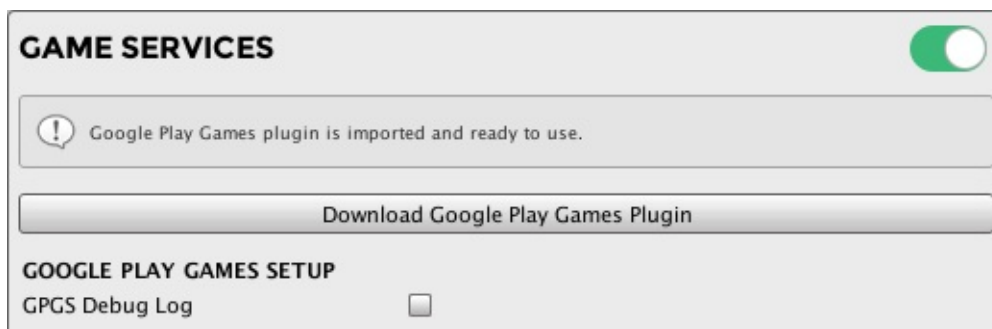 GAME SERVICES
Google Play Games plugin is imported and ready to use.
Download Google Play Games Plugin
GOOGLE PLAY GAMES SETUP
GPGS Debug Log